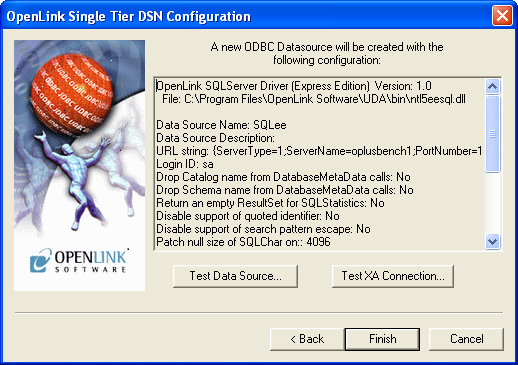 OpenLink Single Tier DSN Configuration
A new ODBC Datasource will be created with the
following configuration:
OpenLink SQLServer Driver (Express Edition) Version: 1.0
File: C:\Program Files\OpenLink Software\UDA\bin\ntl5eesql.dll
Data Source Name: SQLee
Data Source Description:
URL string: {ServerType=1;ServerName=oplusbench1;PortNumber=1
Login ID: sa
Drop Catalog name from DatabaseMetaData calls: No
Drop Schema name from DatabaseMetaData calls: No
Return an empty ResultSet for SQLStatistics: No
Disable support of quoted identifier: No
Disable support of search pattern escape: No
Patch null size of SQLChar on:: 4096
ODBC UDBC JDBC
OPENLINK
SOFTWARE
Test Data Source...
Test XA Connection...
< Back
Finish
Cancel